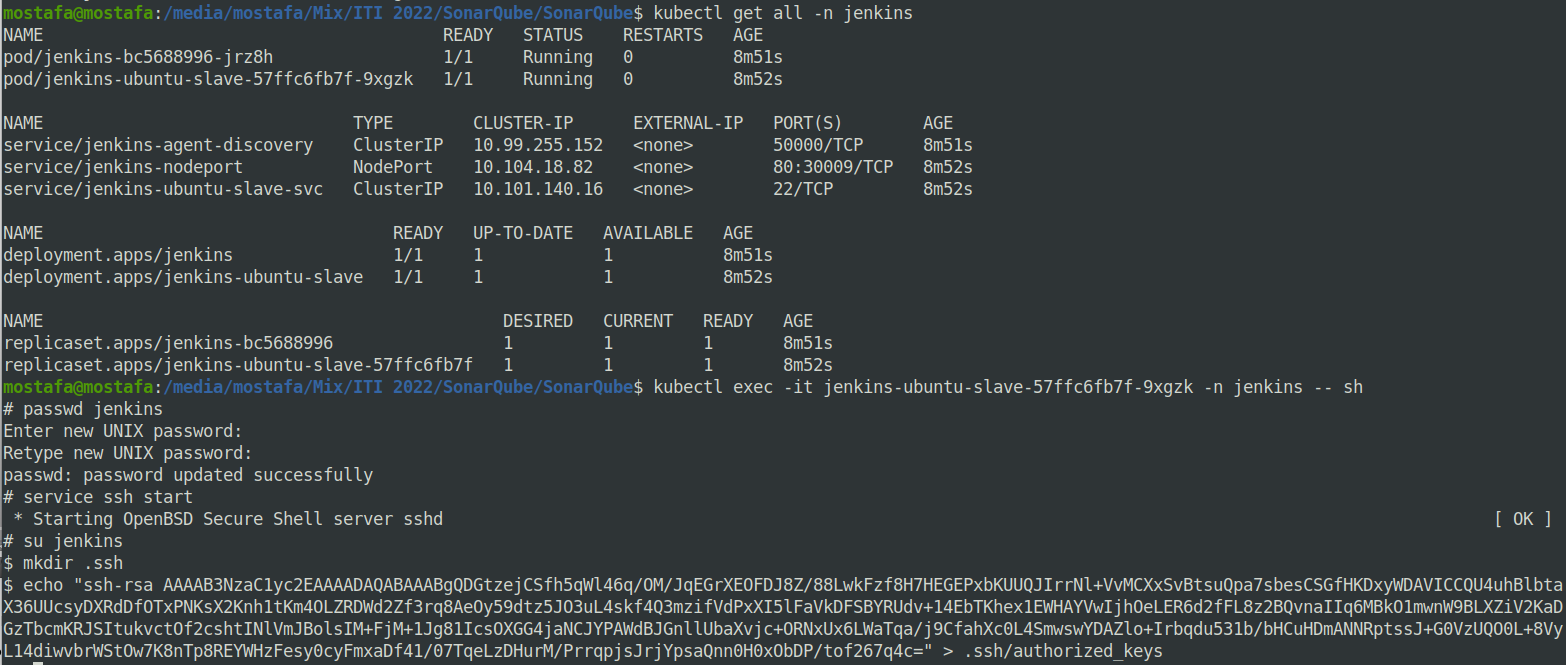 mostafa@mostafa:/media/mostafa/Mix/ITI 2022/SonarQube/SonarQube$ kubectl get all -n jenkins
NAME READY STATUS RESTARTS AGE
pod/jenkins-bc5688996-jrz8h 1/1 Running 0 8m51s
pod/jenkins-ubuntu-slave-57ffc6fb7f-9xgzk 1/1 Running 0 8m52s
NAME TYPE CLUSTER-IP EXTERNAL-IP PORT(S) AGE
service/jenkins-agent-discovery ClusterIP 10.99.255.152 <none> 50000/TCP 8m51s
service/jenkins-nodeport NodePort 10.104.18.82 <none> 80:30009/TCP 8m52s
service/jenkins-ubuntu-slave-svc ClusterIP 10.101.140.16 <none> 22/TCP 8m52s
NAME READY UP-TO-DATE AVAILABLE AGE
deployment.apps/jenkins 1/1 1 1 8m51s
deployment.apps/jenkins-ubuntu-slave 1/1 1 1 8m52s
NAME DESIRED CURRENT READY AGE
replicaset.apps/jenkins-bc5688996 1 1 1 8m51s
replicaset.apps/jenkins-ubuntu-slave-57ffc6fb7f 1 1 1 8m52s
mostafa@mostafa:/media/mostafa/Mix/ITI 2022/SonarQube/SonarQube$ kubectl exec -it jenkins-ubuntu-slave-57ffc6fb7f-9xgzk -n jenkins -- sh
# passwd jenkins
Enter new UNIX password:
Retype new UNIX password:
passwd: password updated successfully
# service ssh start
* Starting OpenBSD Secure Shell server sshd [ OK ]
# su jenkins
$ mkdir .ssh
$ echo "ssh-rsa AAAAB3NzaC1yc2EAAAADAQABAAABgQDGtzejCSfh5qWl46q/OM/JqEGrXEOFDJ8Z/88LwkFzf8H7HEGEPxbKUUQJIrrNl+VvMCXxSvBtsuQpa7sbesCSGfHKDxyWDAVICCQU4uhBlbta
X36UUcsyDXRdDfOTxPNKsX2Knh1tKm4OLZRDWd2Zf3rq8AeOy59dtz5JO3uL4skf4Q3mzifVdPxXI5lFaVkDFSBYRUdv+14EbTKhex1EWHAYVwIjhOeLER6d2fFL8z2BQvnaIIq6MBkO1mwnW9BLXZiV2KaD
GzTbcmKRJSItukvctOf2cshtINlVmJBolsIM+FjM+1Jg81IcsOXGG4jaNCJYPAWdBJGnllUbaXvjc+ORNxUx6LWaTqa/j9CfahXc0L4SmwswYDAZlo+Irbqdu531b/bHCuHDmANNRptssJ+G0VzUQO0L+8Vy
L14diwvbrWStOw7K8nTp8REYWHzFesy0cyFmxaDf41/07TqeLzDHurM/PrrqpjsJrjYpsaQnn0H0xObDP/tof267q4c=" > .ssh/authorized_keys